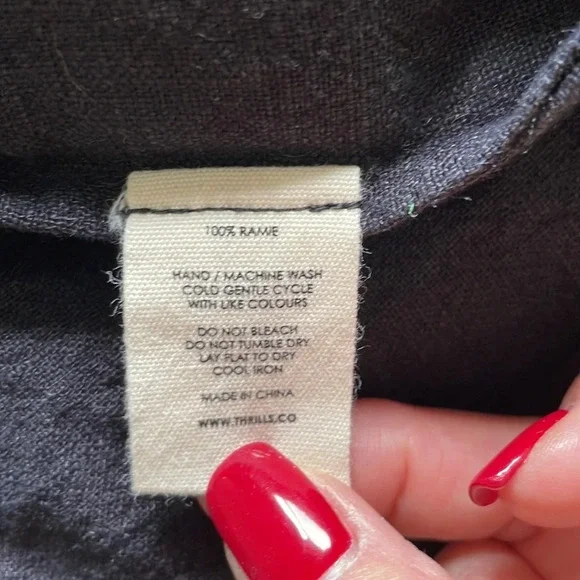 100% RAMIE
HAND / MACHINE WASH
COLD GENTLE CYCLE
WITH LIKE COLOURS
DO NOT BLEACH
DO NOT TUMBLE DRY
LAY FLAT TO DRY
COOL IRON
MADE IN CHINA
WWW.THRILLS.CO